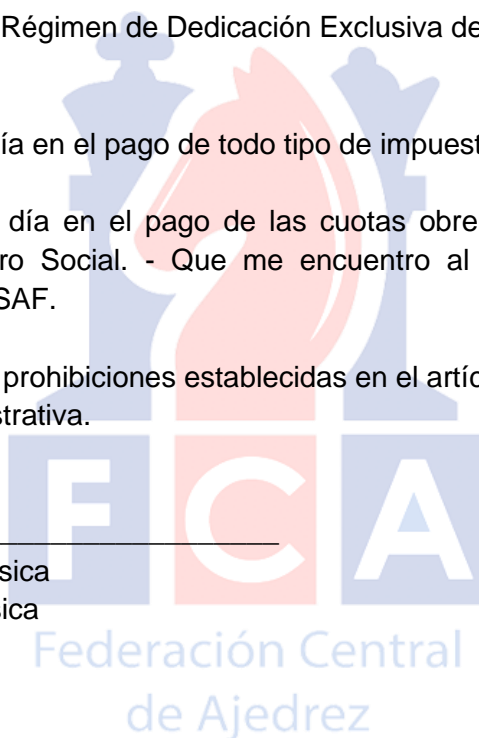 Régimen de Dedicación Exclusiva de
ía en el pago de todo tipo de impuest
día en el pago de las cuotas obre
ro Social. - Que me encuentro al
SAF.
prohibiciones establecidas en el artíc
strativa.
sica
sica
FCA
Federación Central
de Ajedrez